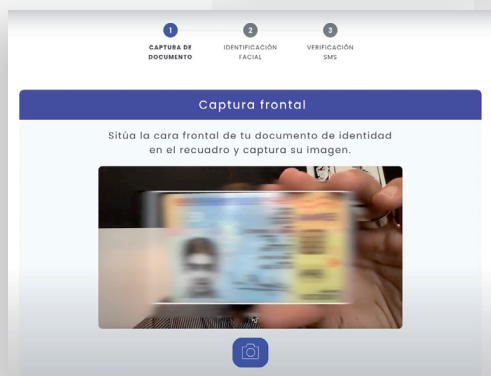 1
2
3
CAPTURA DE
DOCUMENTO
IDENTIFICACIÓN
FACIAL
VERIFICACIÓN
SMS
Captura frontal
Sitúa la cara frontal de tu documento de identidad
en el recuadro y captura su imagen.